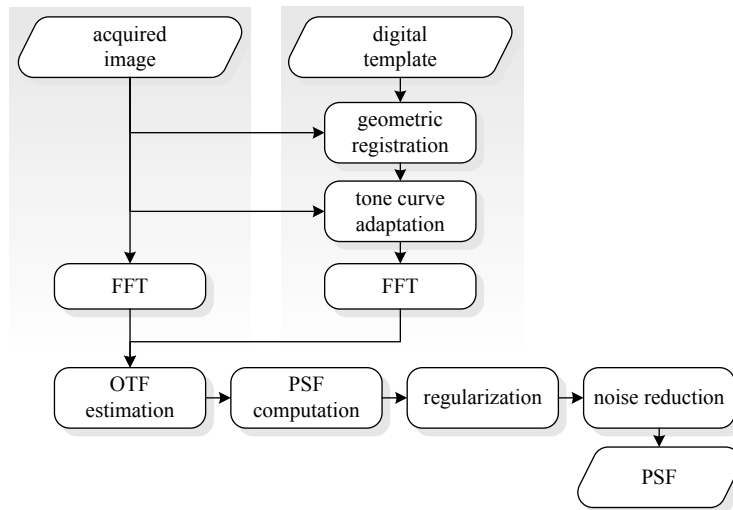 acquired
image
digital
template
geometric
registration
tone curve
adaptation
FFT
FFT
OTF
estimation
PSF
computation
regularization
noise reduction
PSF